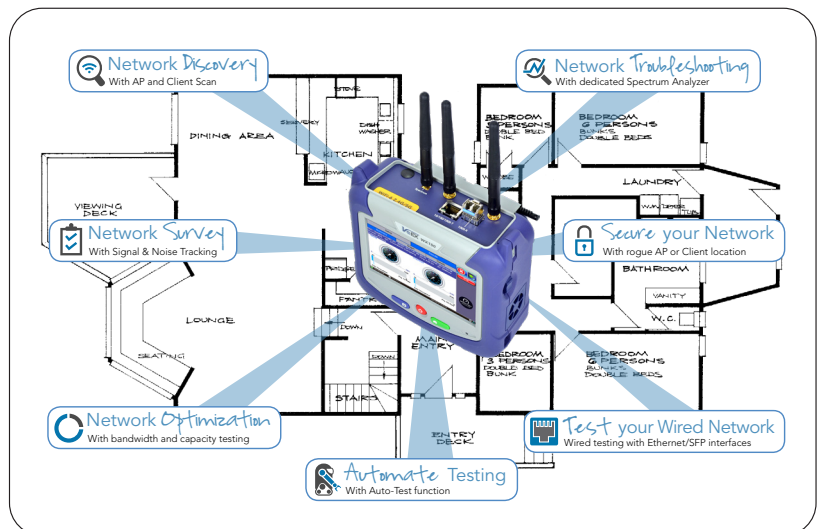 Network Discovery
With AP and Client Scan
Network Troubleshooting
With dedicated Spectrum Analyzer
STOVE
DISH
WASHER
DINING AREA
KITCHEN
BEDROOM
PERSONS
DOUBLE BED
BUNK
BEDROOM
6 PERSONS
BUNKS
DOUBLE BEDS
LAUNDRY
TUB
VIEWING
DECK
Network Survey
With Signal & Noise Tracking
VeEX
Secure your Network
With rogue AP or Client location
BATHROOM
VANITY
W.C.
LOUNGE
SEATING
DOWN
MAIN
ENTRY
DOWN
STAIRS
BEDROOM
3 PERSONS
DOUBLE BED
BUNK
BEDROOM
6 PERSONS
BUNKS
DOUBLE BEDS
Network Optimization
With bandwidth and capacity testing
ENTRY
DECK
Test your Wired Network
Wired testing with Ethernet/SFP interfaces
Automate Testing
With Auto-Test function